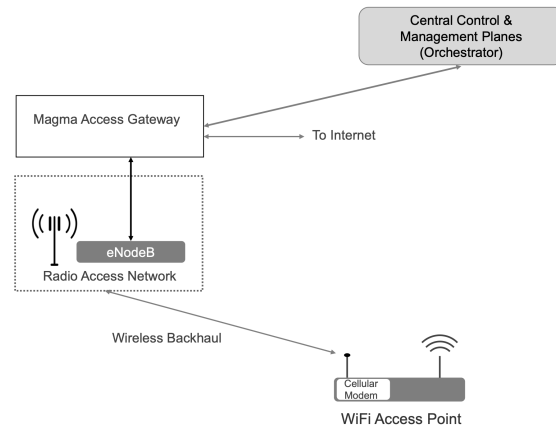 Central Control &
Management Planes
(Orchestrator)
Magma Access Gateway
To Internet
eNodeB
Radio Access Network
Wireless Backhaul
Cellular
Modem
WiFi Access Point